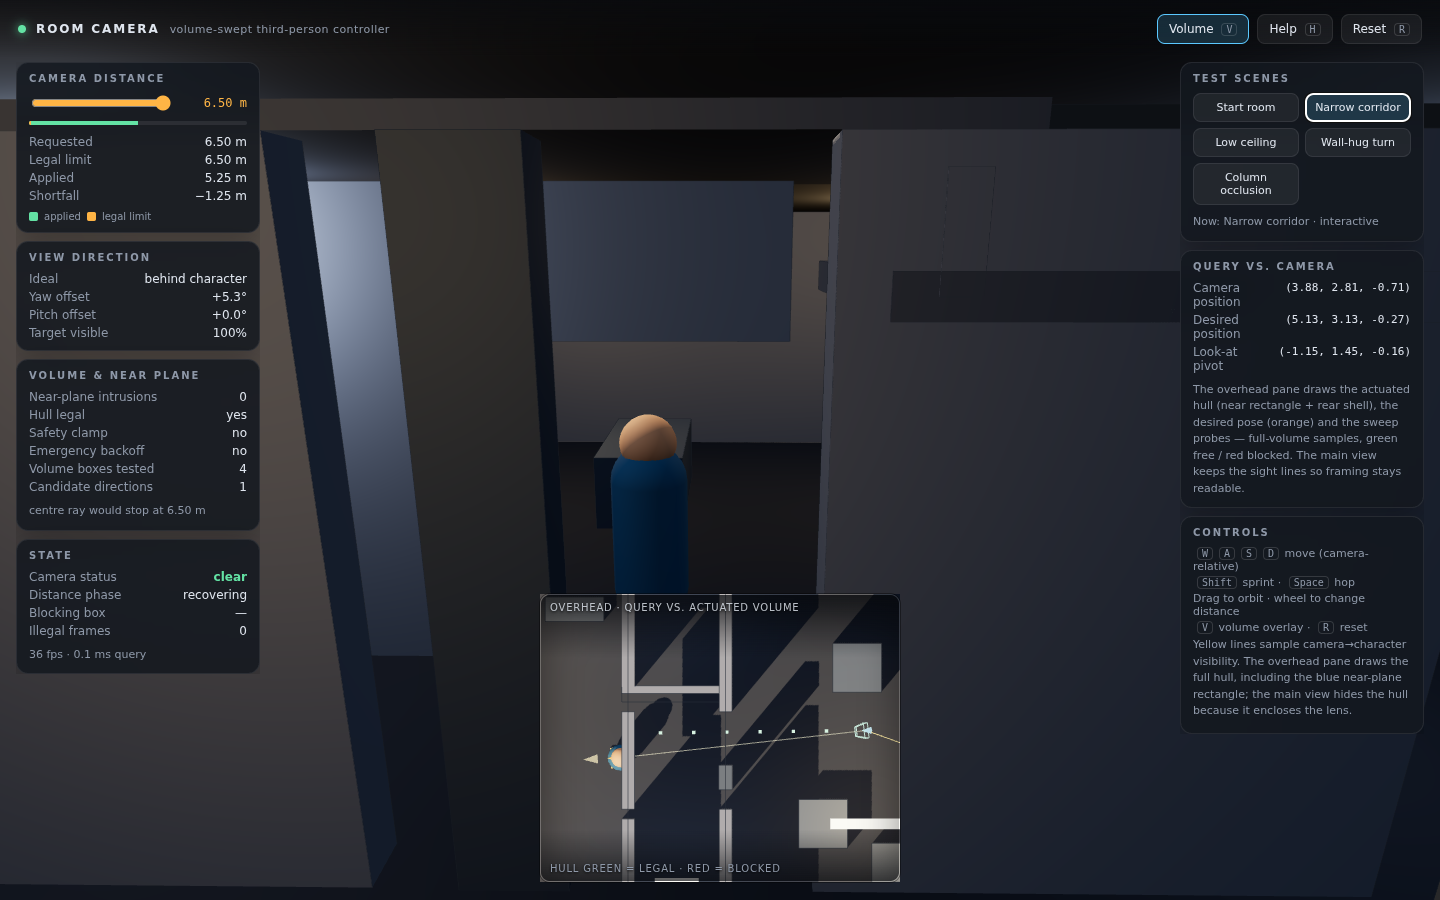 ROOM CAMERA volume-swept third-person controller
Volume V Help H Reset R
CAMERA DISTANCE
6.50 m
Requested 6.50 m
Legal limit 6.50 m
Applied 5.25 m
Shortfall −1.25 m
applied legal limit
VIEW DIRECTION
Ideal behind character
Yaw offset +5.3°
Pitch offset +0.0°
Target visible 100%
VOLUME & NEAR PLANE
Near-plane intrusions 0
Hull legal yes
Safety clamp no
Emergency backoff no
Volume boxes tested 4
Candidate directions 1
centre ray would stop at 6.50 m
STATE
Camera status clear
Distance phase recovering
Blocking box —
Illegal frames 0
36 fps · 0.1 ms query
OVERHEAD · QUERY VS. ACTUATED VOLUME
HULL GREEN = LEGAL · RED = BLOCKED
TEST SCENES
Start room Narrow corridor
Low ceiling Wall-hug turn
Column
occlusion
Now: Narrow corridor · interactive
QUERY VS. CAMERA
Camera (3.88, 2.81, -0.71)
position
Desired (5.13, 3.13, -0.27)
position
Look-at (-1.15, 1.45, -0.16)
pivot
The overhead pane draws the actuated
hull (near rectangle + rear shell), the
desired pose (orange) and the sweep
probes — full-volume samples, green
free / red blocked. The main view
keeps the sight lines so framing stays
readable.
CONTROLS
W A S D move (camera-
relative)
Shift sprint · Space hop
Drag to orbit · wheel to change
distance
V volume overlay · R reset
Yellow lines sample camera→character
visibility. The overhead pane draws the
full hull, including the blue near-plane
rectangle; the main view hides the hull
because it encloses the lens.